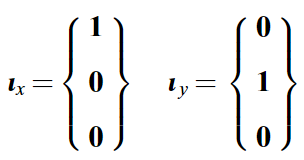 ιx = { 1 0 0 } ιy = { 0 1 0 }